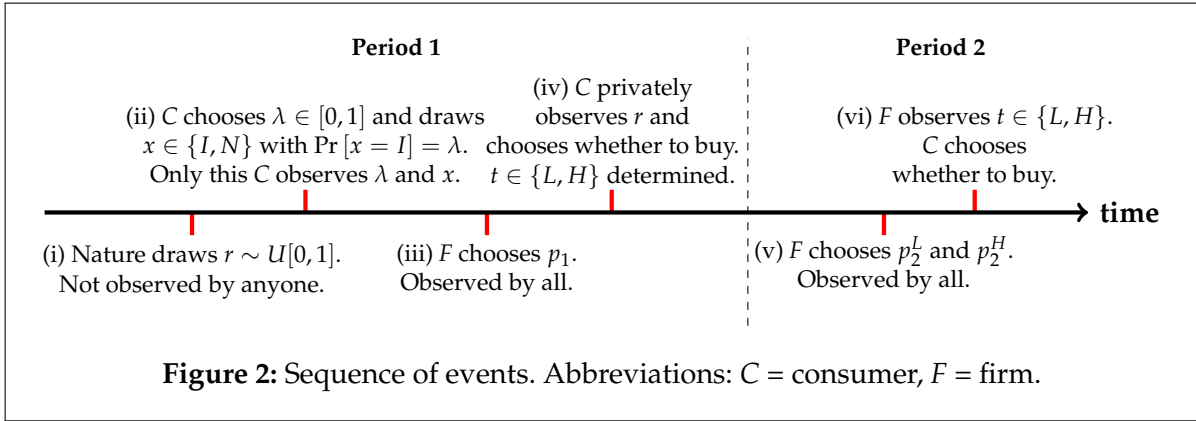 Period 1
Period 2
(ii) C chooses λ ∈ [0, 1] and draws
x ∈ {I, N} with Pr [x = I] = λ.
Only this C observes λ and x.
(iv) C privately
observes r and
chooses whether to buy.
t ∈ {L, H} determined.
(vi) F observes t ∈ {L, H}.
C chooses
whether to buy.
time
(i) Nature draws r ∼ U[0, 1].
Not observed by anyone.
(iii) F chooses p₁.
Observed by all.
(v) F chooses p₂ᴸ and p₂ᴴ.
Observed by all.
Figure 2: Sequence of events. Abbreviations: C = consumer, F = firm.